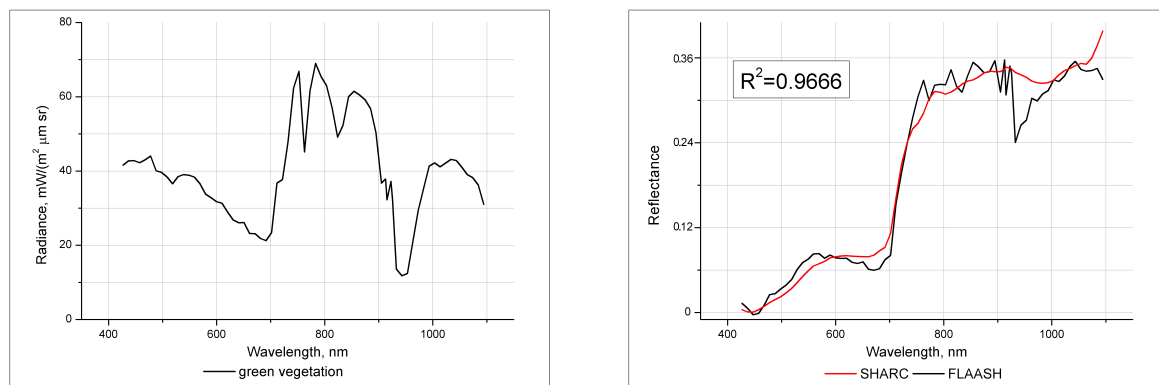 80
60
40
20
0
Radiance, mW/(m² μm sr)
400 600 800 1000
Wavelength, nm
green vegetation
R²=0.9666
0.36
0.24
0.12
0
Reflectance
400 600 800 1000
Wavelength, nm
SHARC FLAASH